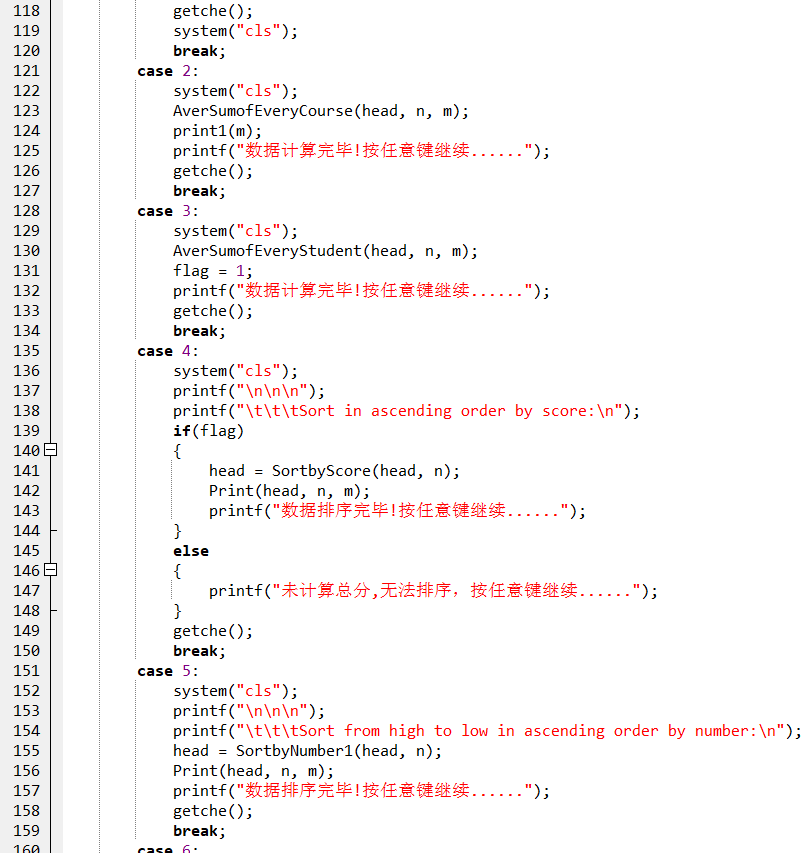 118 getche();
119 system("cls");
120 break;
121 case 2:
122 system("cls");
123 AverSumofEveryCourse(head, n, m);
124 print1(m);
125 printf("数据计算完毕!按任意键继续......");
126 getche();
127 break;
128 case 3:
129 system("cls");
130 AverSumofEveryStudent(head, n, m);
131 flag = 1;
132 printf("数据计算完毕!按任意键继续......");
133 getche();
134 break;
135 case 4:
136 system("cls");
137 printf("\n\n\n");
138 printf("\t\t\tSort in ascending order by score:\n");
139 if(flag)
140 {
141 head = SortbyScore(head, n);
142 Print(head, n, m);
143 printf("数据排序完毕!按任意键继续......");
144 }
145 else
146 {
147 printf("未计算总分,无法排序，按任意键继续......");
148 }
149 getche();
150 break;
151 case 5:
152 system("cls");
153 printf("\n\n\n");
154 printf("\t\t\tSort from high to low in ascending order by number:\n");
155 head = SortbyNumber1(head, n);
156 Print(head, n, m);
157 printf("数据排序完毕!按任意键继续......");
158 getche();
159 break;
160 case 6: